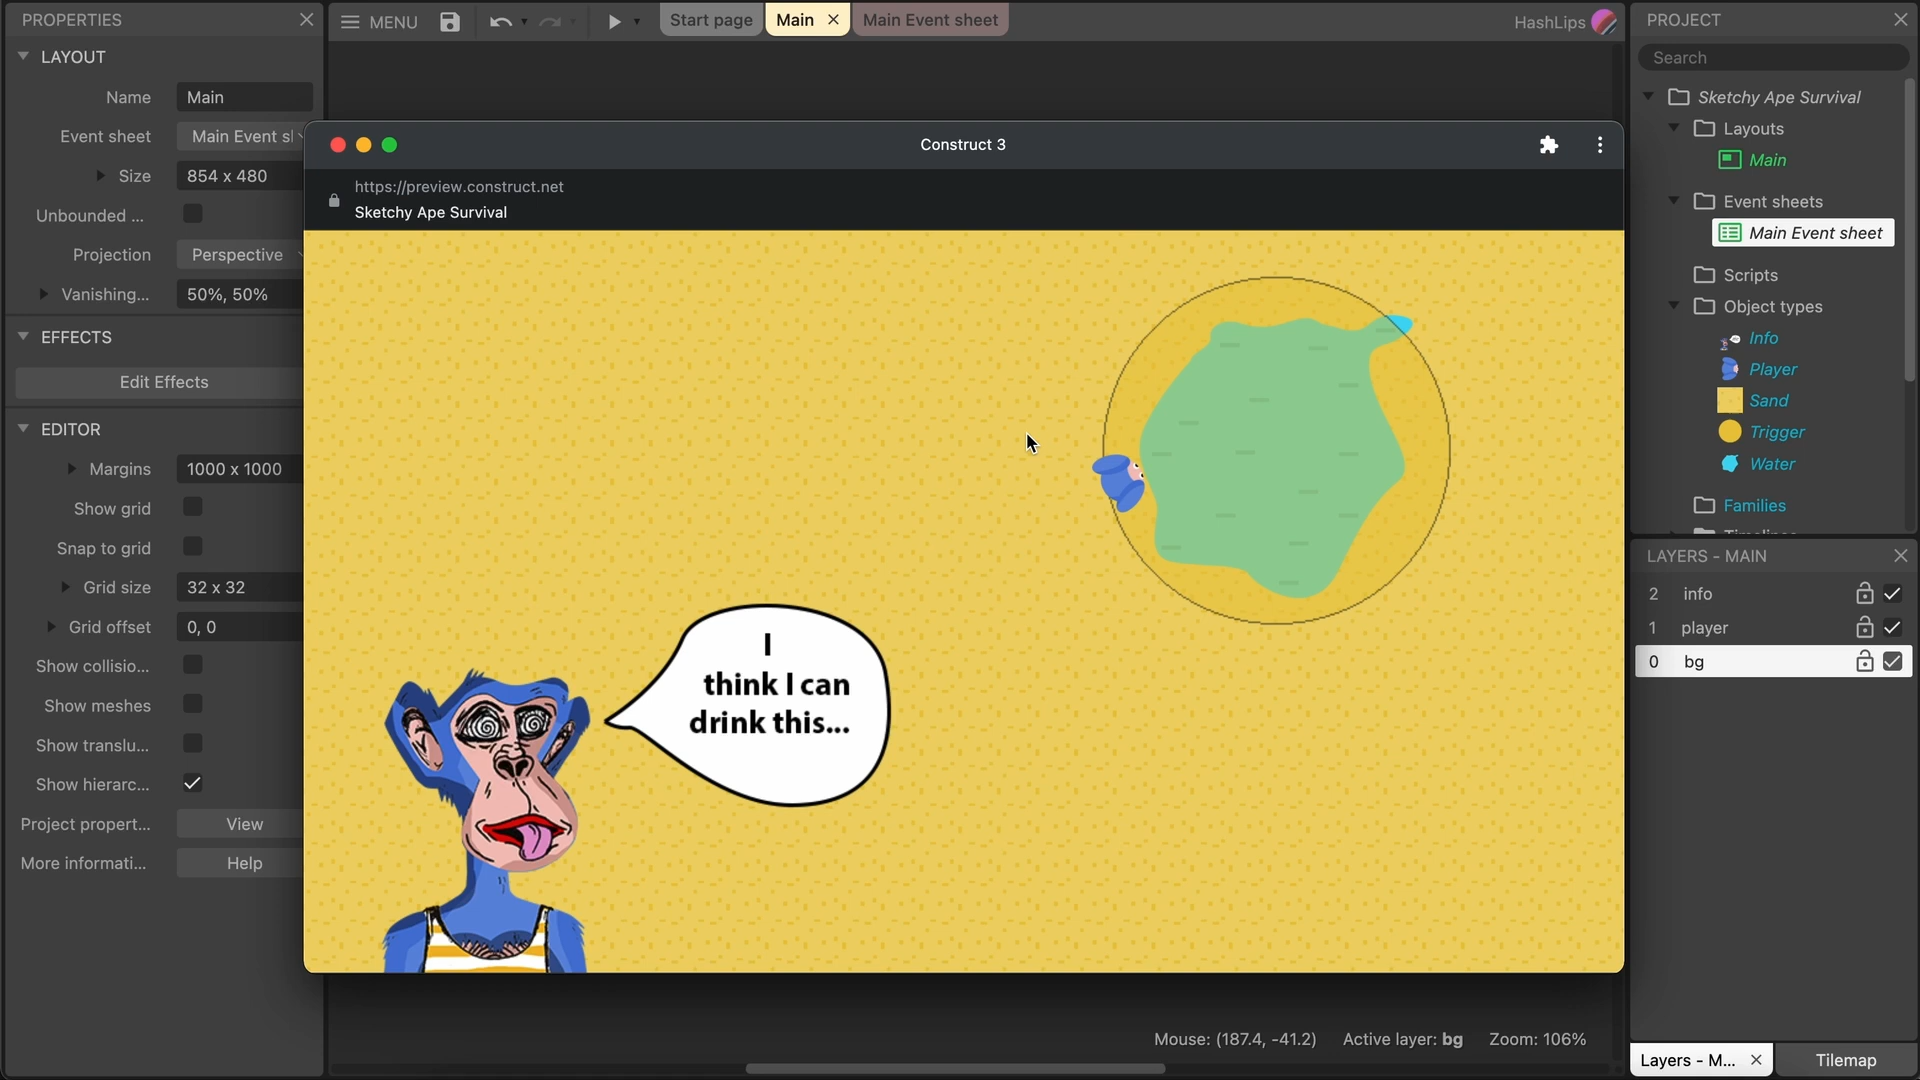 PROPERTIES
LAYOUT
Name Main
Event sheet Main Event sl
Size 854 x 480
Unbounded ...
Projection Perspective
Vanishing... 50%, 50%
EFFECTS
Edit Effects
EDITOR
Margins 1000 x 1000
Show grid
Snap to grid
Grid size 32 x 32
Grid offset 0, 0
Show collisio...
Show meshes
Show translu...
Show hierarc...
Project propert... View
More informati... Help
MENU
Start page
Main
Main Event sheet
HashLips
Construct 3
https://preview.construct.net
Sketchy Ape Survival
I
think I can
drink this...
Mouse: (187.4, -41.2) Active layer: bg Zoom: 106%
PROJECT
Search
Sketchy Ape Survival
Layouts
Main
Event sheets
Main Event sheet
Scripts
Object types
Info
Player
Sand
Trigger
Water
Families
LAYERS - MAIN
2 info
1 player
0 bg
Layers - M...
Tilemap